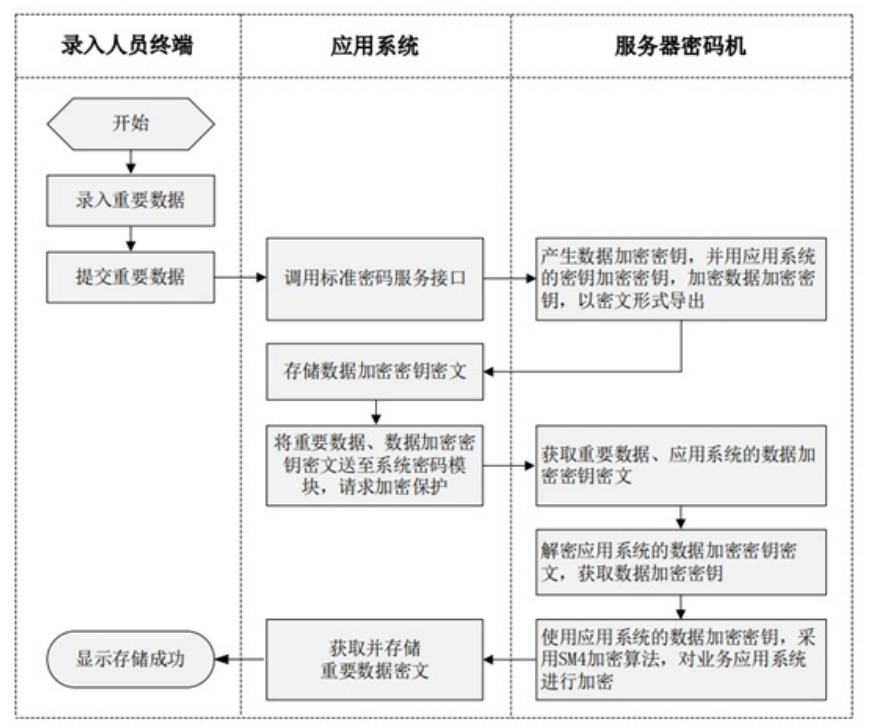 录入人员终端
应用系统
服务器密码机
开始
录入重要数据
提交重要数据
调用标准密码服务接口
产生数据加密密钥，并用应用系统
的密钥加密密钥，加密数据加密密
钥，以密文形式导出
存储数据加密密钥密文
将重要数据、数据加密密
钥密文送至系统密码模
块，请求加密保护
获取重要数据、应用系统的数据加
密密钥密文
解密应用系统的数据加密密钥密
文，获取数据加密密钥
使用应用系统的数据加密密钥，采
用SM4加密算法，对业务应用系统
进行加密
获取并存储
重要数据密文
显示存储成功